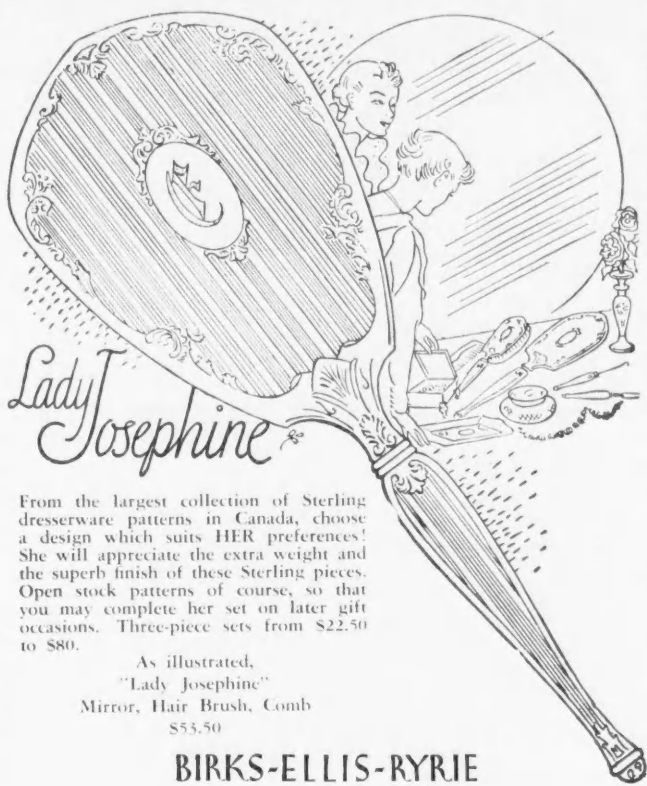 Lady
Josephine
From the largest collection of Sterling
dresserware patterns in Canada, choose
a design which suits HER preferences!
She will appreciate the extra weight and
the superb finish of these Sterling pieces.
Open stock patterns of course, so that
you may complete her set on later gift
occasions. Three-piece sets from $22.50
to $80.
As illustrated,
"Lady Josephine"
Mirror, Hair Brush, Comb
$53.50
BIRKS-ELLIS-RYRIE